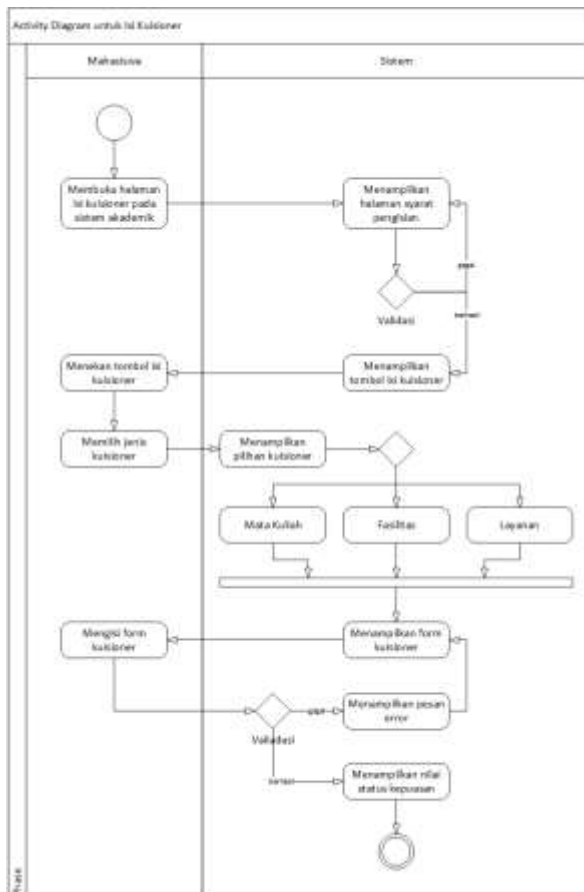 Activity Diagram untuk Isi Kuisioner
Mahasiswa
Sistem
Membuka halaman
isi kuisioner pada
sistem akademik
Menampilkan
halaman syarat
pengisian
gagal
Validasi
berhasil
Menekan tombol isi
kuisioner
Menampilkan
tombol isi kuisioner
Memilih jenis
kuisioner
Menampilkan
pilihan kuisioner
Mata Kuliah
Fasilitas
Layanan
Mengisi form
kuisioner
Menampilkan form
kuisioner
Menampilkan pesan
error
Validasi
Menampilkan nilai
status kepuasan
Phase